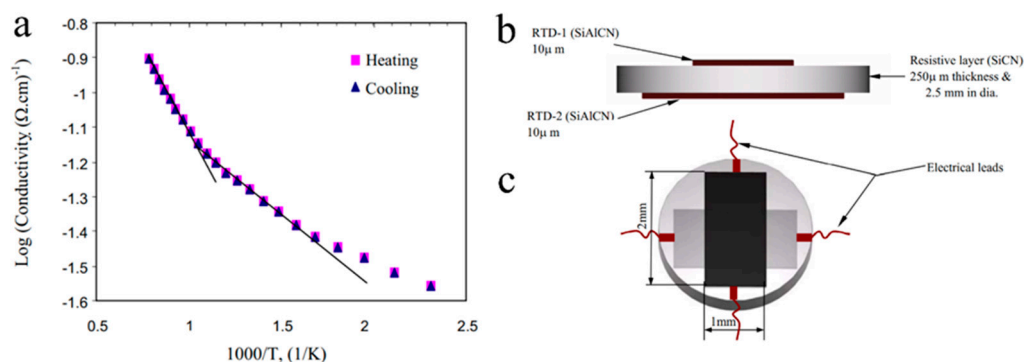 a
-0.8
-0.9
-1
-1.1
-1.2
-1.3
-1.4
-1.5
-1.6
0.5
1
1.5
2
2.5
Log (Conductivity (Ω.cm)⁻¹)
1000/T, (1/K)
Heating
Cooling
b
RTD-1 (SiAlCN)
10μ m
Resistive layer (SiCN)
250μ m thickness &
2.5 mm in dia.
RTD-2 (SiAlCN)
10μ m
c
Electrical leads
2mm
1mm